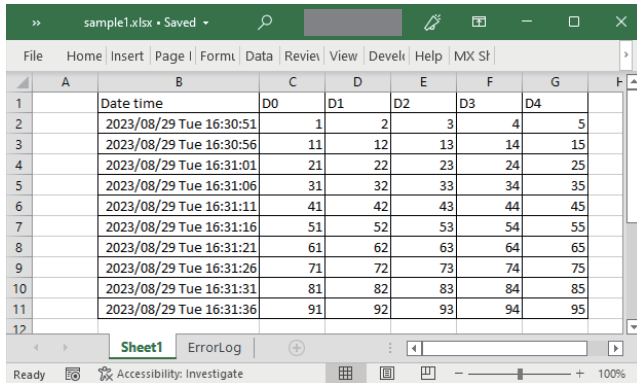 sample1.xlsx • Saved
File Home Insert Page Formu Data View Help MX Sh
A B C D E F G
1 Date time D0 D1 D2 D3 D4
2 2023/08/29 Tue 16:30:51 1 2 3 4 5
3 2023/08/29 Tue 16:30:56 11 12 13 14 15
4 2023/08/29 Tue 16:31:01 21 22 23 24 25
5 2023/08/29 Tue 16:31:06 31 32 33 34 35
6 2023/08/29 Tue 16:31:11 41 42 43 44 45
7 2023/08/29 Tue 16:31:16 51 52 53 54 55
8 2023/08/29 Tue 16:31:21 61 62 63 64 65
9 2023/08/29 Tue 16:31:26 71 72 73 74 75
10 2023/08/29 Tue 16:31:31 81 82 83 84 85
11 2023/08/29 Tue 16:31:36 91 92 93 94 95
12
Sheet1 ErrorLog
Ready Accessibility: Investigate 100%